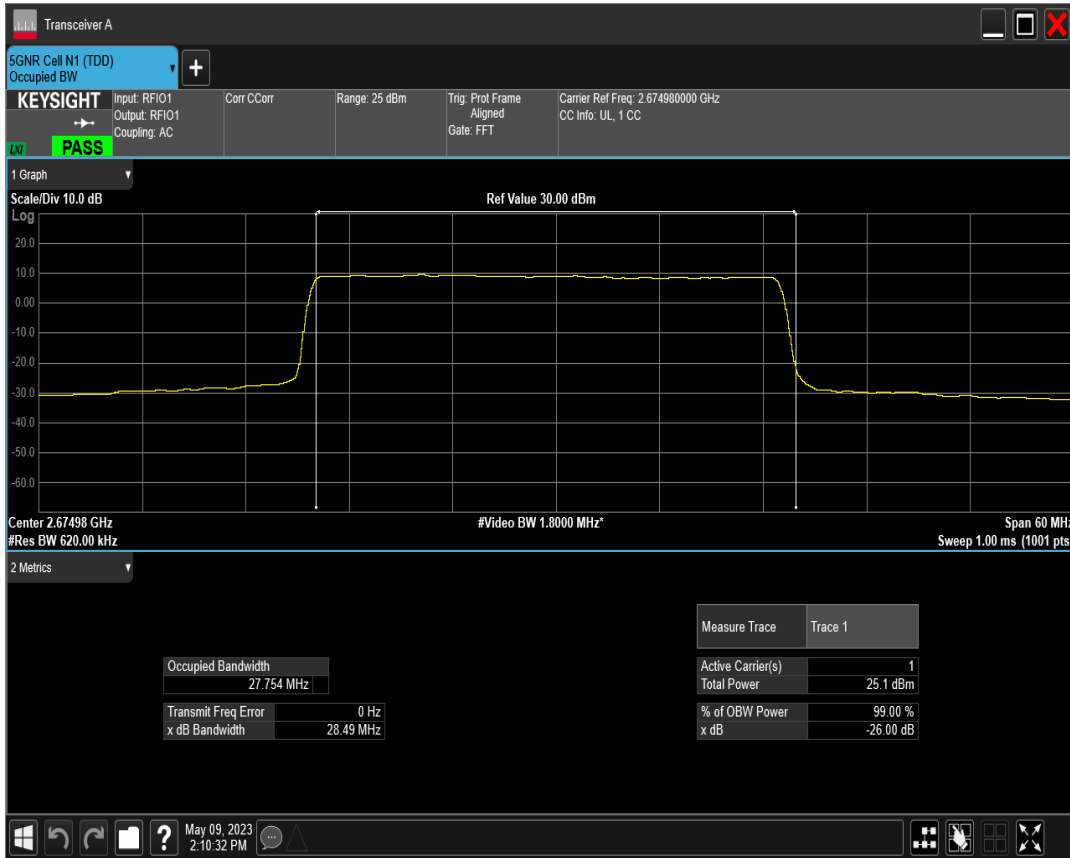 Transceiver A
5GNR Cell N1 (TDD)
Occupied BW
+
KEYSIGHT
Input: RFIO1
Output: RFIO1
Coupling: AC
Corr CCorr
Range: 25 dBm
Trig: Prot Frame
Aligned
Gate: FFT
Carrier Ref Freq: 2.674980000 GHz
CC Info: UL, 1 CC
LXI
PASS
1 Graph
Scale/Div 10.0 dB
Ref Value 30.00 dBm
Log
20.0
10.0
0.00
-10.0
-20.0
-30.0
-40.0
-50.0
-60.0
Center 2.67498 GHz
#Video BW 1.8000 MHz*
Span 60 MHz
#Res BW 620.00 kHz
Sweep 1.00 ms (1001 pts
2 Metrics
Measure Trace
Trace 1
Occupied Bandwidth
27.754 MHz
Active Carrier(s)
1
Total Power
25.1 dBm
Transmit Freq Error
0 Hz
x dB Bandwidth
28.49 MHz
% of OBW Power
99.00 %
x dB
-26.00 dB
?
May 09, 2023
2:10:32 PM